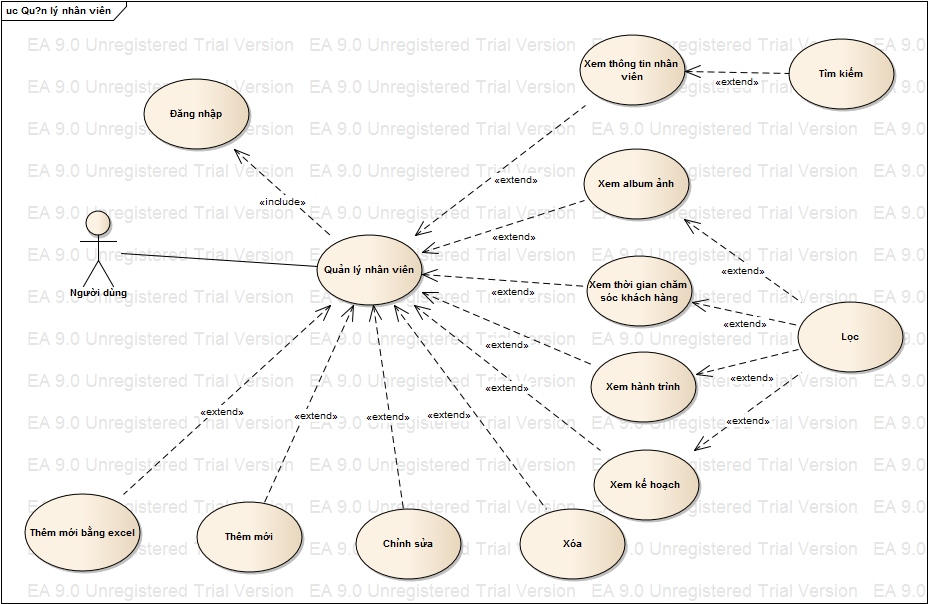 uc Qu?n lý nhân viên
EA 9.0 Unregistered Trial Version
Xem thông tin nhân
viên
Tìm kiếm
«extend»
Đăng nhập
«extend»
Xem album ảnh
«include»
«extend»
Người dùng
Quản lý nhân viên
«extend»
Xem thời gian chăm
sóc khách hàng
«extend»
«extend»
Lọc
«extend»
Xem hành trình
«extend»
«extend»
«extend»
Xem kế hoạch
«extend»
«extend»
«extend»
«extend»
Thêm mới bằng excel
Thêm mới
Chỉnh sửa
Xóa